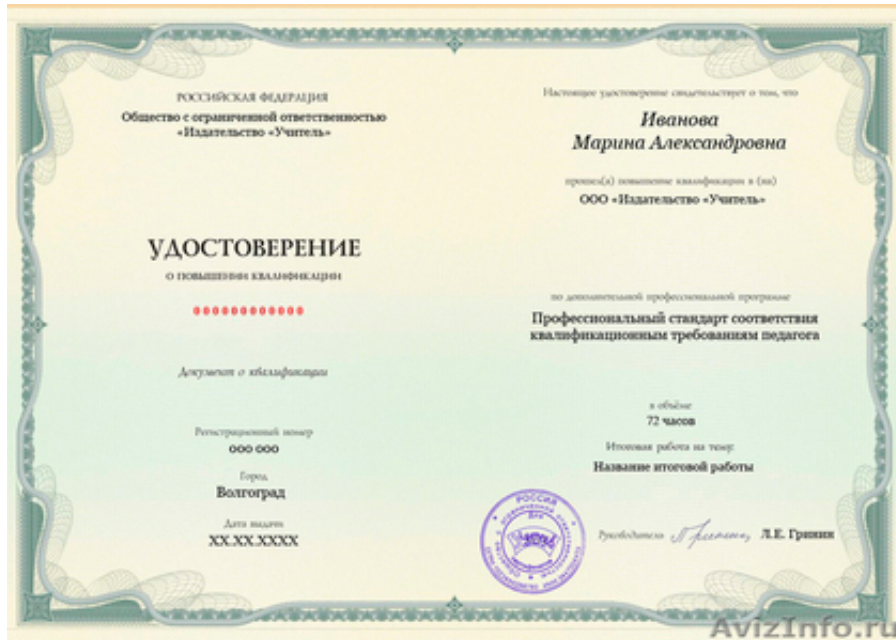 РОССИЙСКАЯ ФЕДЕРАЦИЯ
Общество с ограниченной ответственностью
«Издательство «Учитель»
УДОСТОВЕРЕНИЕ
О ПОВЫШЕНИИ КВАЛИФИКАЦИИ
000000000000
Документ о квалификации
Регистрационный номер
000 000
Город
Волгоград
Дата выдачи
XX.XX.XXXX
Настоящее удостоверение свидетельствует о том, что
Иванова
Марина Александровна
прошел(а) повышение квалификации в (на)
ООО «Издательство «Учитель»
по дополнительной профессиональной программе
Профессиональный стандарт соответствия
квалификационным требованиям педагога
в объёме
72 часов
Итоговая работа на тему:
Название итоговой работы
РОССИЯ
Руководитель Л.Е. Гринин
AvizInfo.ru